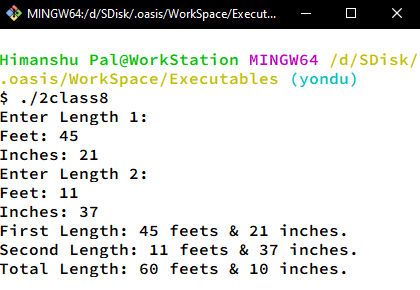 MINGW64:/d/SDisk/.oasis/WorkSpace/Execut...
Himanshu Pal@WorkStation MINGW64 /d/SDisk/
.oasis/WorkSpace/Executables (yondu)
$ ./2class8
Enter Length 1:
Feet: 45
Inches: 21
Enter Length 2:
Feet: 11
Inches: 37
First Length: 45 feets & 21 inches.
Second Length: 11 feets & 37 inches.
Total Length: 60 feets & 10 inches.